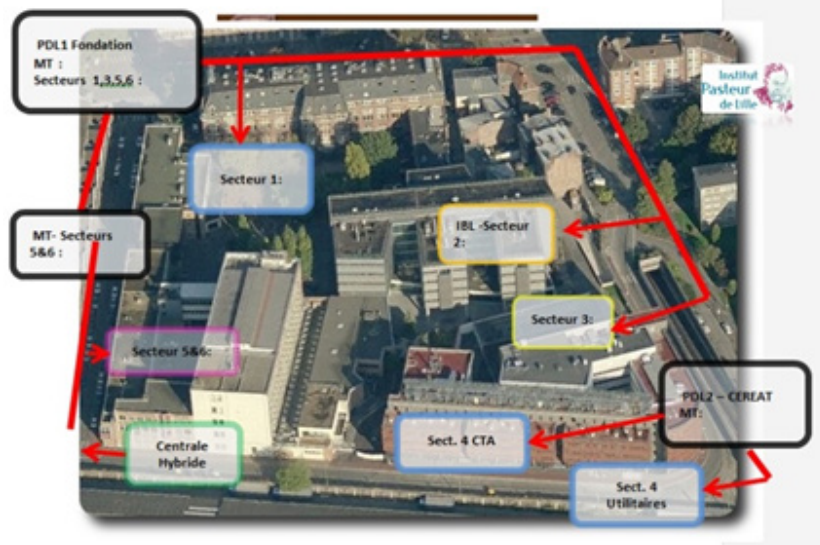 PDL1 Fondation
MT :
Secteurs 1,3,5,6 :
Institut
Pasteur
de Lille
Secteur 1:
MT- Secteurs
5&6 :
IBL -Secteur
2:
Secteur 3:
Secteur 5&6:
PDL2 – CEREAT
MT:
Sect. 4 CTA
Centrale
Hybride
Sect. 4
Utilitaires